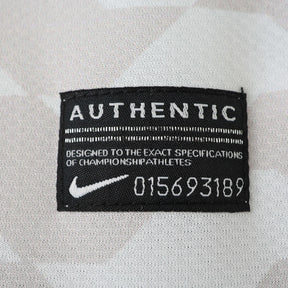 AUTHENTIC
DESIGNED TO THE EXACT SPECIFICATIONS
OF CHAMPIONSHIPATHLETES
015693189